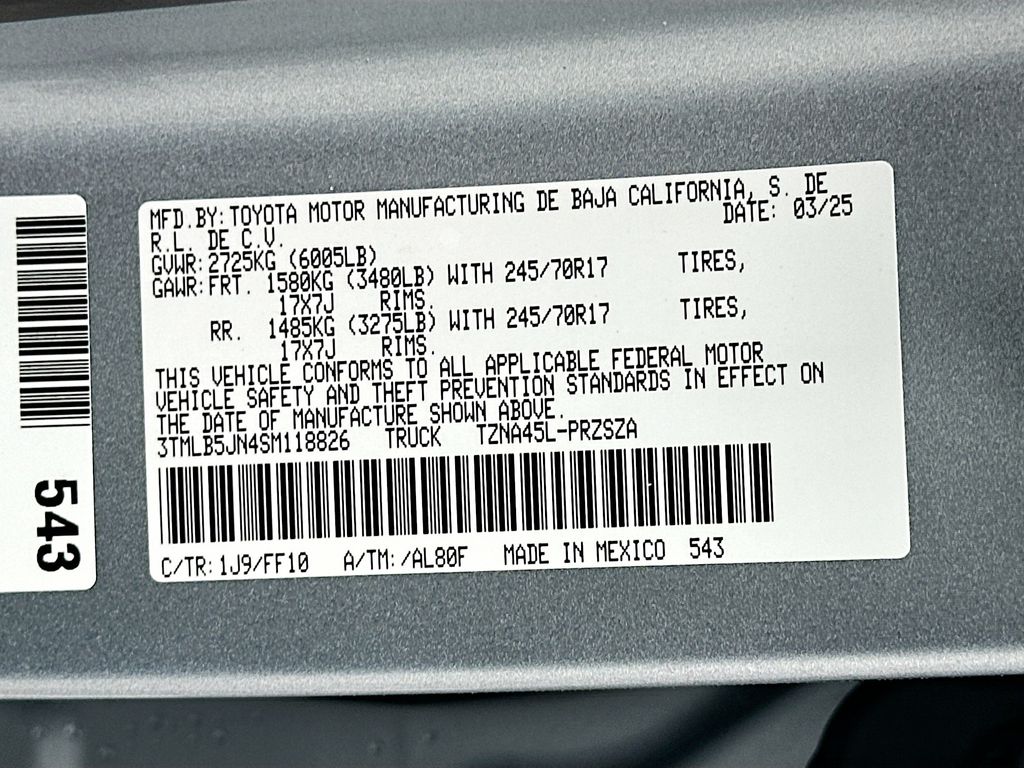 MFD.BY:TOYOTA MOTOR MANUFACTURING DE BAJA CALIFORNIA, S. DE
R.L. DE C.V. DATE: 03/25
GVWR:2725KG (6005LB)
GAWR:FRT. 1580KG (3480LB) WITH 245/70R17 TIRES,
17X7J RIMS.
RR. 1485KG (3275LB) WITH 245/70R17 TIRES,
17X7J RIMS.
THIS VEHICLE CONFORMS TO ALL APPLICABLE FEDERAL MOTOR
VEHICLE SAFETY AND THEFT PREVENTION STANDARDS IN EFFECT ON
THE DATE OF MANUFACTURE SHOWN ABOVE.
3TMLB5JN4SM118826 TRUCK TZNA45L-PRZSZA
C/TR:1J9/FF10 A/TM:/AL80F MADE IN MEXICO 543
543